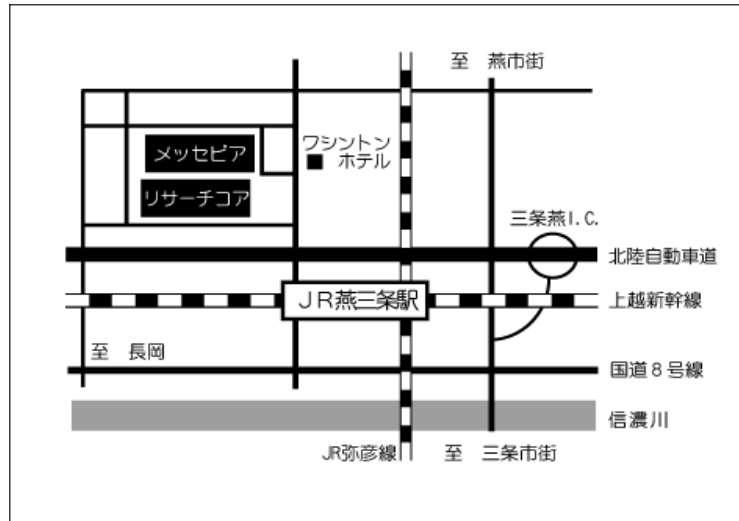 至 燕市街
メッセピア
ワシントン
ホテル
リサーチコア
三条燕I.C.
北陸自動車道
JR燕三条駅
上越新幹線
至 長岡
国道8号線
信濃川
JR弥彦線
至 三条市街